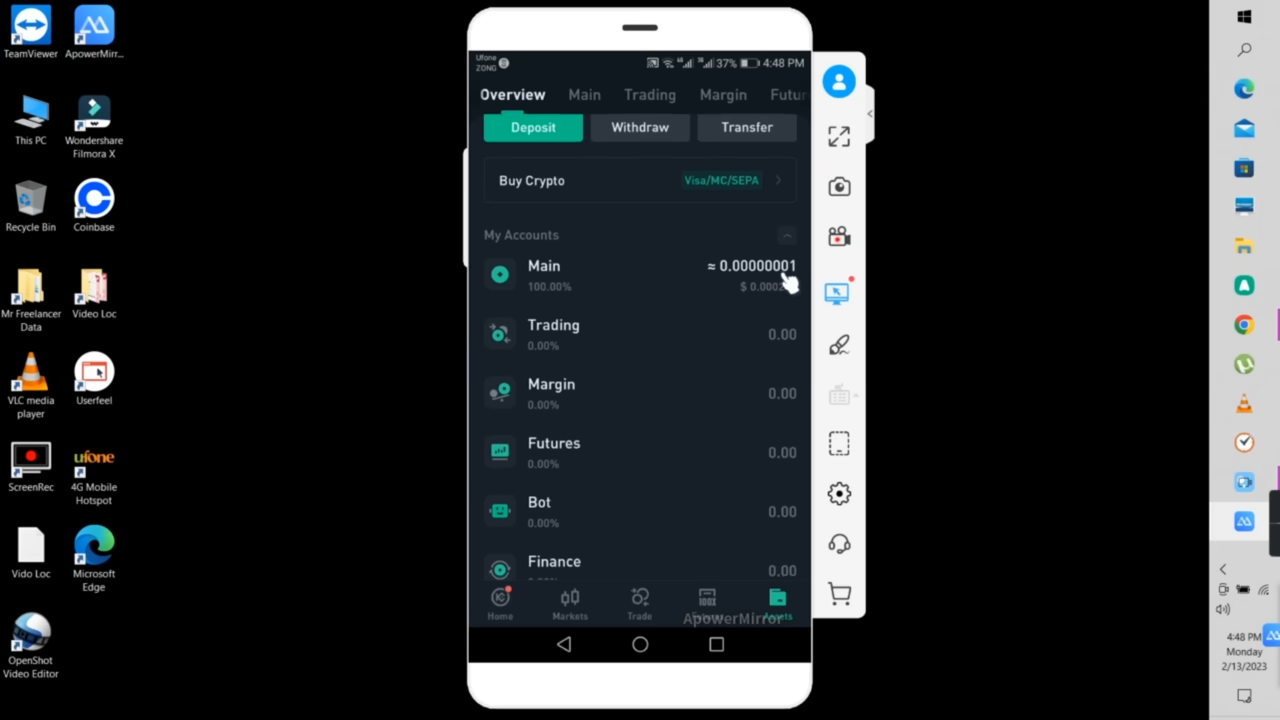 TeamViewer
ApowerMirr...
This PC
Wondershare
Filmora X
Recycle Bin
Coinbase
Mr Freelancer
Data
Video Loc
VLC media
player
Userfeel
ScreenRec
ufone
4G Mobile
Hotspot
Vido Loc
Microsoft
Edge
OpenShot
Video Editor
Ufone
ZONG
37%
4:48 PM
Overview Main Trading Margin Futur
Deposit Withdraw Transfer
Buy Crypto Visa/MC/SEPA
My Accounts
Main ≈ 0.00000001
100.00% $ 0.000
Trading 0.00
0.00%
Margin 0.00
0.00%
Futures 0.00
0.00%
Bot 0.00
0.00%
Finance 0.00
Home Markets Trade Assets
ApowerMirror
4:48 PM
Monday
2/13/2023